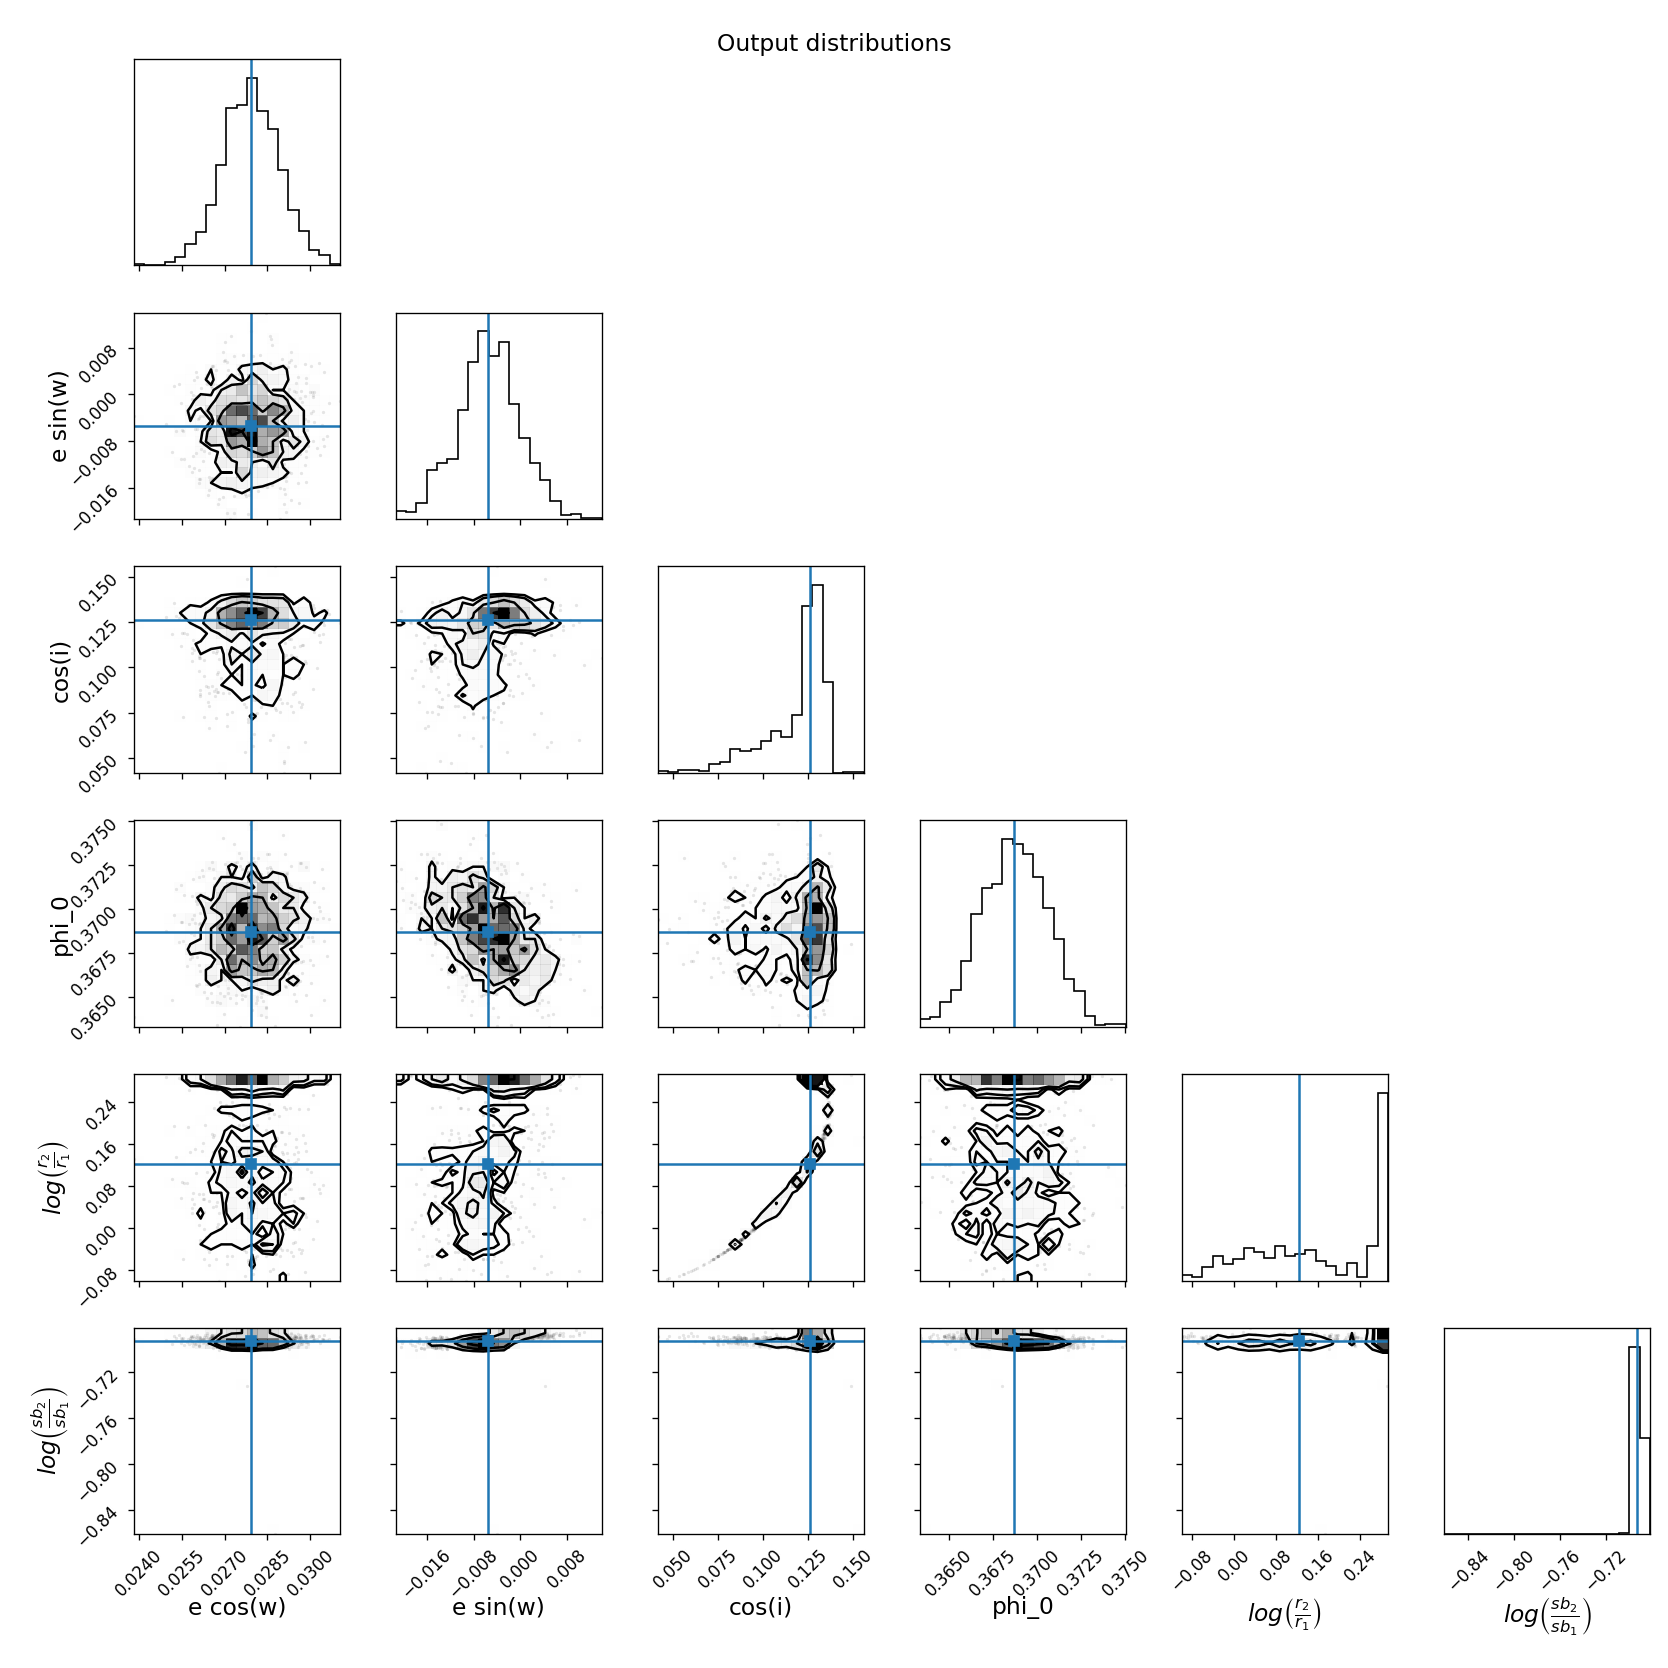 Output distributions
e sin(w)
0.008
0.000
−0.008
−0.016
cos(i)
0.150
0.125
0.100
0.075
0.050
phi_0
0.3750
0.3725
0.3700
0.3675
0.3650
log(r₂/r₁)
0.24
0.16
0.08
0.00
−0.08
log(sb₂/sb₁)
−0.72
−0.76
−0.80
−0.84
0.0240 0.0255 0.0270 0.0285 0.0300
e cos(w)
−0.016 −0.008 0.000 0.008
e sin(w)
0.050 0.075 0.100 0.125 0.150
cos(i)
0.3650 0.3675 0.3700 0.3725 0.3750
phi_0
−0.08 0.00 0.08 0.16 0.24
log(r₂/r₁)
−0.84 −0.80 −0.76 −0.72
log(sb₂/sb₁)